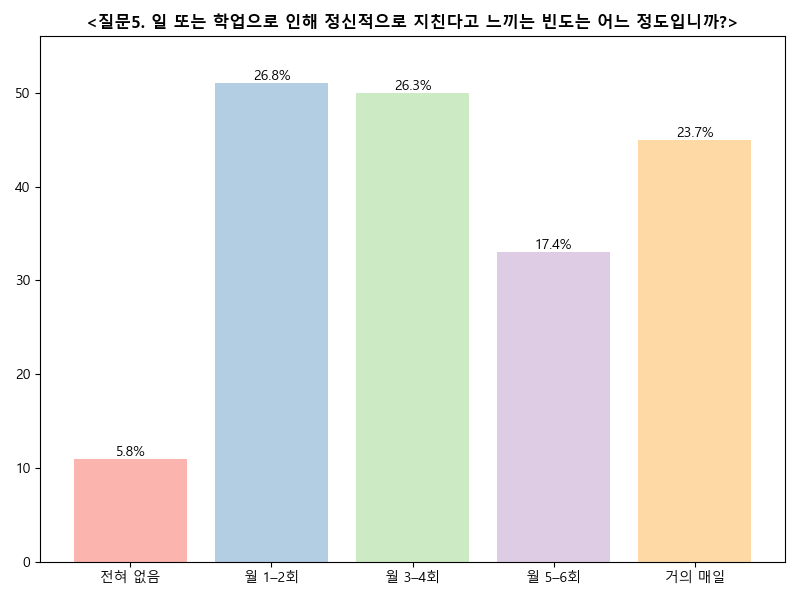 <질문5. 일 또는 학업으로 인해 정신적으로 지친다고 느끼는 빈도는 어느 정도입니까?>
50
40
30
20
10
0
5.8%
26.8%
26.3%
17.4%
23.7%
전혀 없음
월 1–2회
월 3–4회
월 5–6회
거의 매일